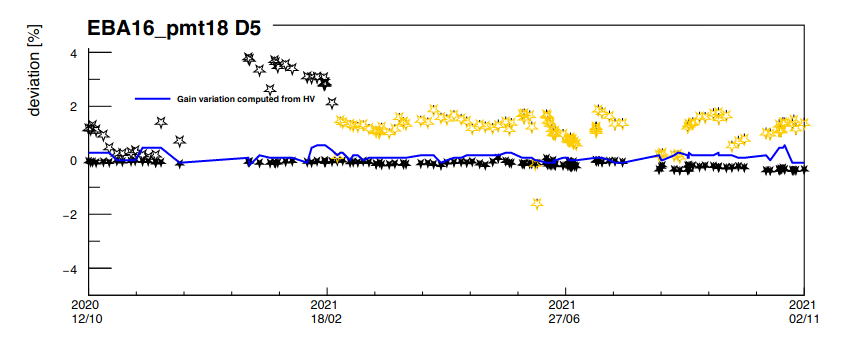 EBA16_pmt18 D5
deviation [%]
4
2
Gain variation computed from HV
0
−2
−4
2020 2021 2021 2021
12/10 18/02 27/06 02/11